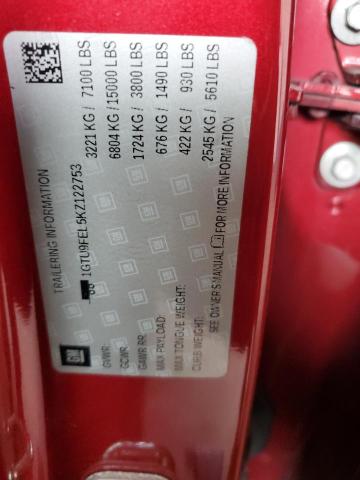 TRAILERING INFORMATION
1GTU9FEL5KZ122753
GVWR: 3221 KG / 7100 LBS
GCWR: 6804 KG / 15000 LBS
GAWR RR: 1724 KG / 3800 LBS
MAX PAYLOAD: 676 KG / 1490 LBS
MAX TONGUE WEIGHT: 422 KG / 930 LBS
CURB WEIGHT: 2545 KG / 5610 LBS
SEE OWNER'S MANUAL FOR MORE INFORMATION